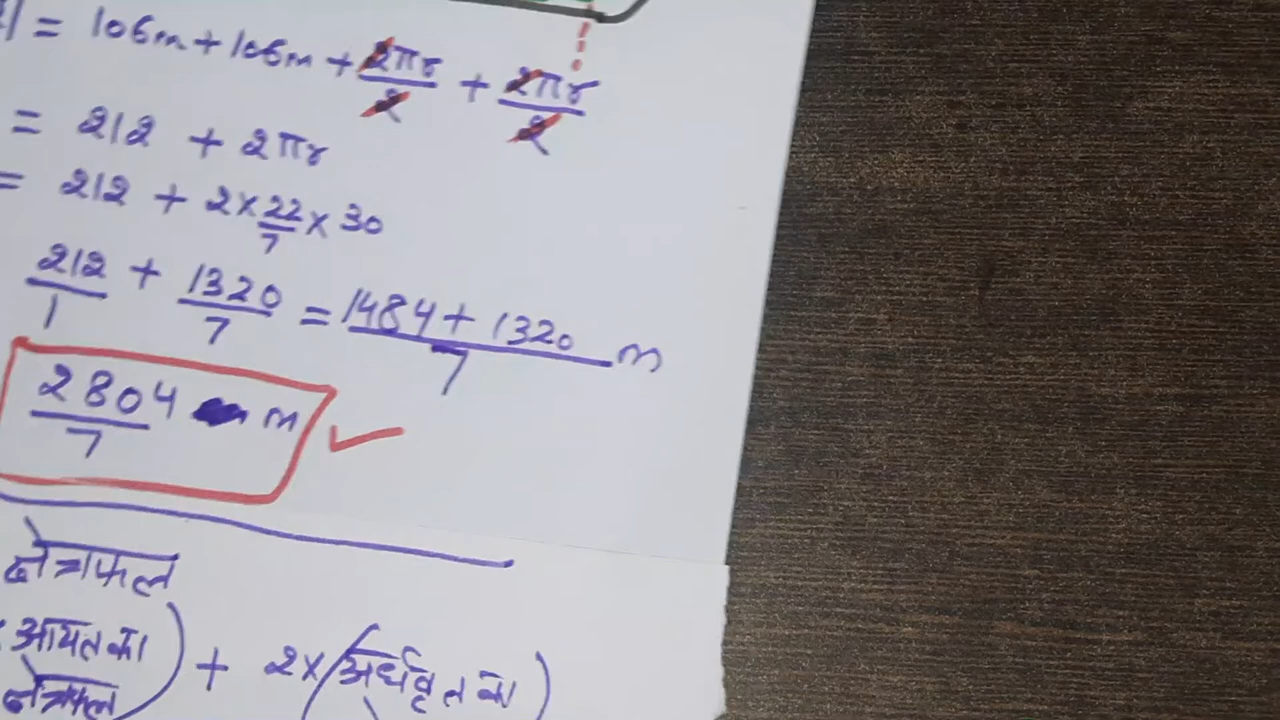 = 106m + 106m + 2πr/2 + 2πr/2
= 212 + 2πr
= 212 + 2 × 22/7 × 30
212/1 + 1320/7 = 1484 + 1320/7 m
2804/7 m ✓
क्षेत्रफल
आयत का क्षेत्रफल ) + 2 × ( अर्धवृत का )